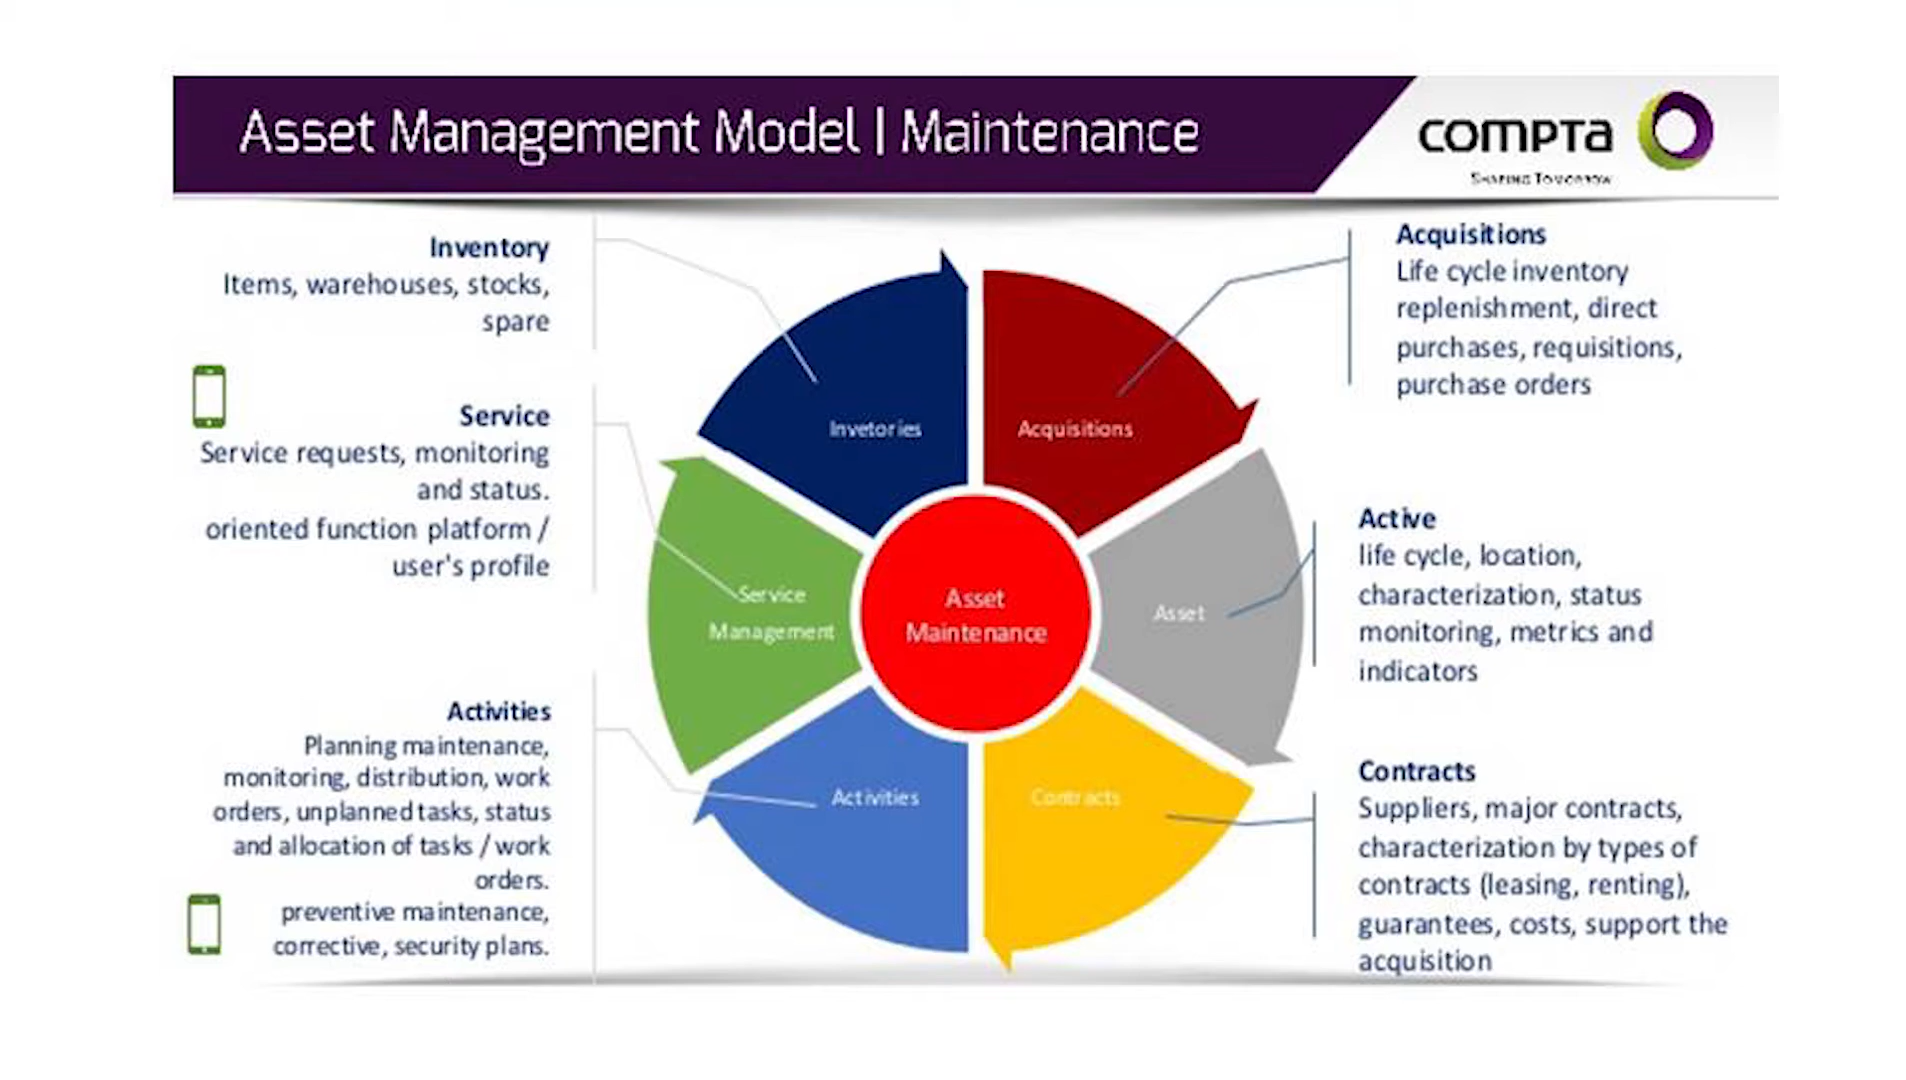 Asset Management Model | Maintenance
compta
Sharing Tomorrow
Inventory
Items, warehouses, stocks,
spare
Service
Service requests, monitoring
and status.
oriented function platform /
user's profile
Activities
Planning maintenance,
monitoring, distribution, work
orders, unplanned tasks, status
and allocation of tasks / work
orders.
preventive maintenance,
corrective, security plans.
Invetories
Acquisitions
Service
Management
Asset
Maintenance
Asset
Activities
Contracts
Acquisitions
Life cycle inventory
replenishment, direct
purchases, requisitions,
purchase orders
Active
life cycle, location,
characterization, status
monitoring, metrics and
indicators
Contracts
Suppliers, major contracts,
characterization by types of
contracts (leasing, renting),
guarantees, costs, support the
acquisition